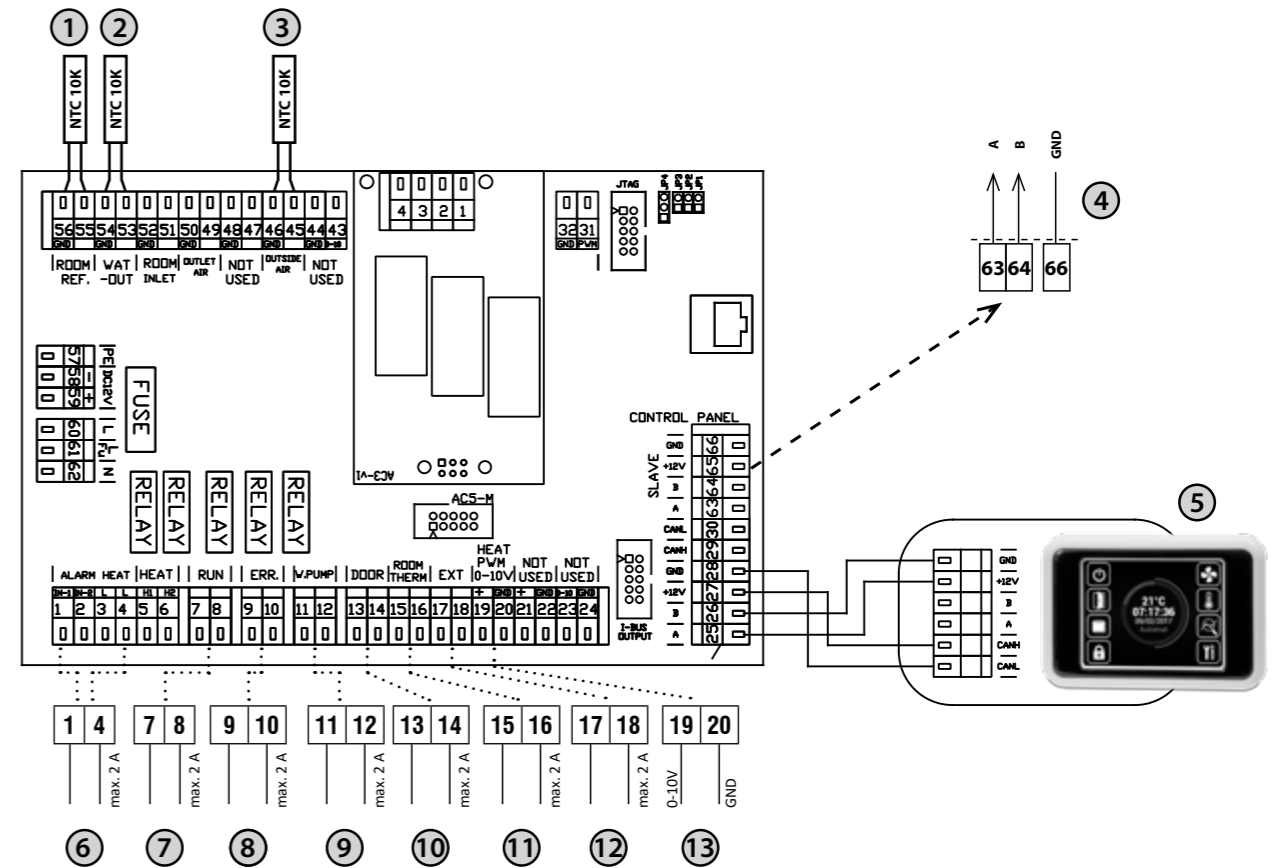 1 2 3
NTC 10K NTC 10K NTC 10K
A B GND
4
63 64 66
56 55 54 53 52 51 50 49 48 47 46 45 44 43
GND GND GND GND GND GND GND 0-10
ROOM REF. WAT -OUT ROOM INLET OUTLET AIR NOT USED OUTSIDE AIR NOT USED
4 3 2 1
32 31
GND PWM
JTAG
JP4 JP3 JP2 JP1
57 58 59
PE DC12V
- +
60 61 62
L FU L N
FUSE
RELAY RELAY RELAY RELAY RELAY
AC3-v1
AC5-M
CONTROL PANEL
SLAVE
GND 66
+12V 65
B 64
A 63
CANL 30
CANH 29
GND 28
+12V 27
B 26
A 25
I-BUS
OUTPUT
5
GND
+12V
B
A
CANH
CANL
21°C
07:17:36
ALARM HEAT HEAT RUN ERR. W.PUMP DOOR ROOM THERM EXT HEAT PWM 0-10V NOT USED NOT USED
IN-1 IN-2 L L H1 H2 + GND + GND 0-10 GND
1 2 3 4 5 6 7 8 9 10 11 12 13 14 15 16 17 18 19 20 21 22 23 24
1 4 7 8 9 10 11 12 13 14 15 16 17 18 19 20
max. 2 A max. 2 A max. 2 A max. 2 A max. 2 A max. 2 A max. 2 A 0-10V GND
6 7 8 9 10 11 12 13